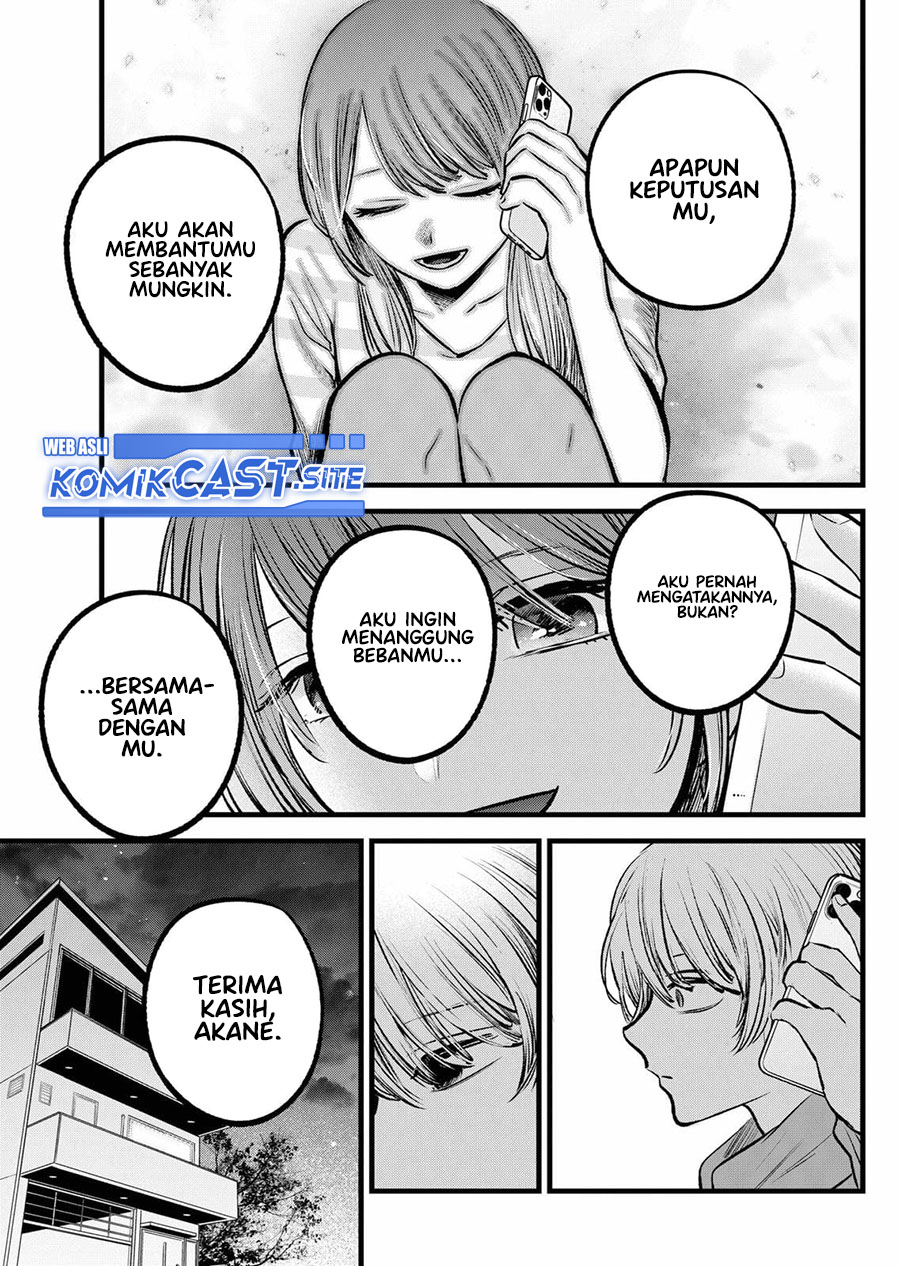 APAPUN
KEPUTUSAN
MU,
AKU AKAN
MEMBANTUMU
SEBANYAK
MUNGKIN.
WEB ASLI
KOMIKCAST.SITE
AKU PERNAH
MENGATAKANNYA,
BUKAN?
AKU INGIN
MENANGGUNG
BEBANMU...
...BERSAMA-
SAMA
DENGAN
MU.
TERIMA
KASIH,
AKANE.